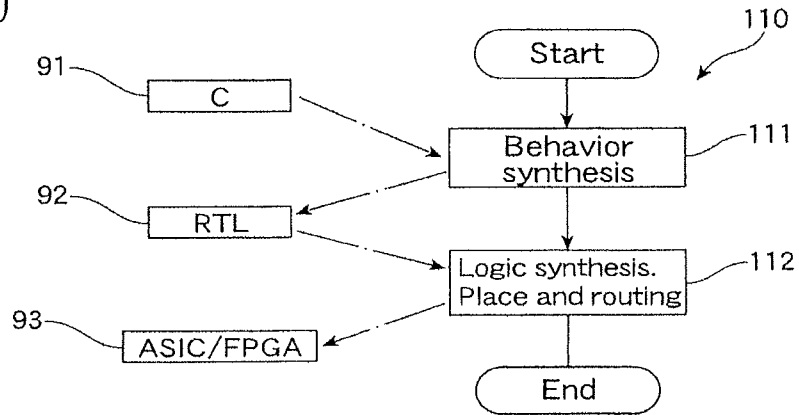 )
110
Start
91
C
Behavior
synthesis
111
92
RTL
Logic synthesis.
Place and routing
112
93
ASIC/FPGA
End